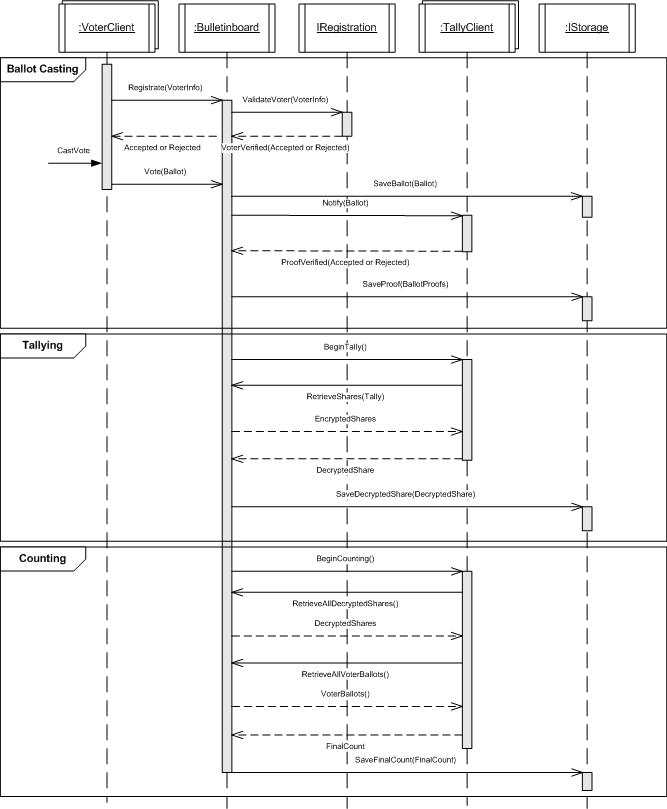 :VoterClient
:Bulletinboard
IRegistration
:TallyClient
:IStorage
Ballot Casting
Registrate(VoterInfo)
ValidateVoter(VoterInfo)
Accepted or Rejected
VoterVerified(Accepted or Rejected)
CastVote
Vote(Ballot)
SaveBallot(Ballot)
Notify(Ballot)
ProofVerified(Accepted or Rejected)
SaveProof(BallotProofs)
Tallying
BeginTally()
RetrieveShares(Tally)
EncryptedShares
DecryptedShare
SaveDecryptedShare(DecryptedShare)
Counting
BeginCounting()
RetrieveAllDecryptedShares()
DecryptedShares
RetrieveAllVoterBallots()
VoterBallots()
FinalCount
SaveFinalCount(FinalCount)